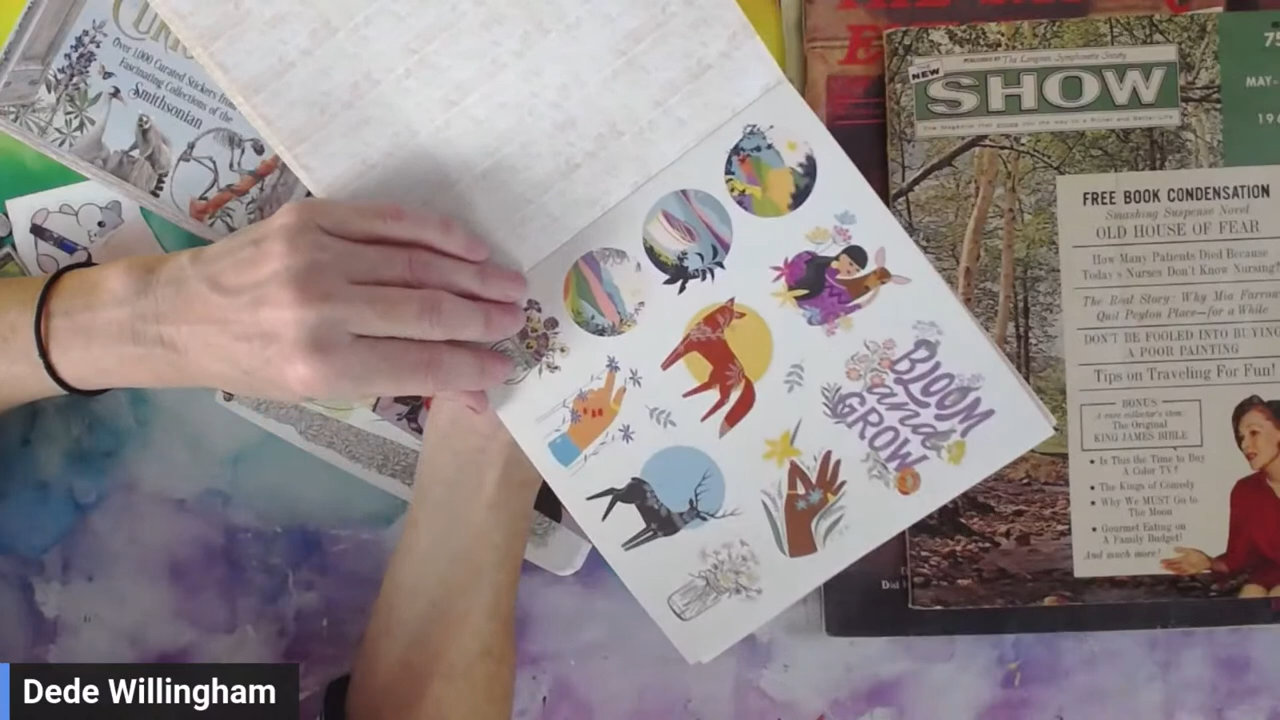 Over 1,000 Curated Stickers from
Fascinating Collections of the
Smithsonian
BLOOM
and
GROW
NEW
SHOW
FREE BOOK CONDENSATION
Smashing Suspense Novel
OLD HOUSE OF FEAR
How Many Patients Died Because
Today's Nurses Don't Know Nursing?
The Real Story: Why Mia Farrow
Quit Peyton Place—for a While
DON'T BE FOOLED INTO BUYING
A POOR PAINTING
Tips on Traveling For Fun!
BONUS
The Original
KING JAMES BIBLE
★ Is This the Time to Buy
A Color TV?
★ The Kings of Comedy
★ Why We MUST Go to
The Moon
★ Gourmet Eating on
A Family Budget!
And much more!
MAY-
Did
Dede Willingham